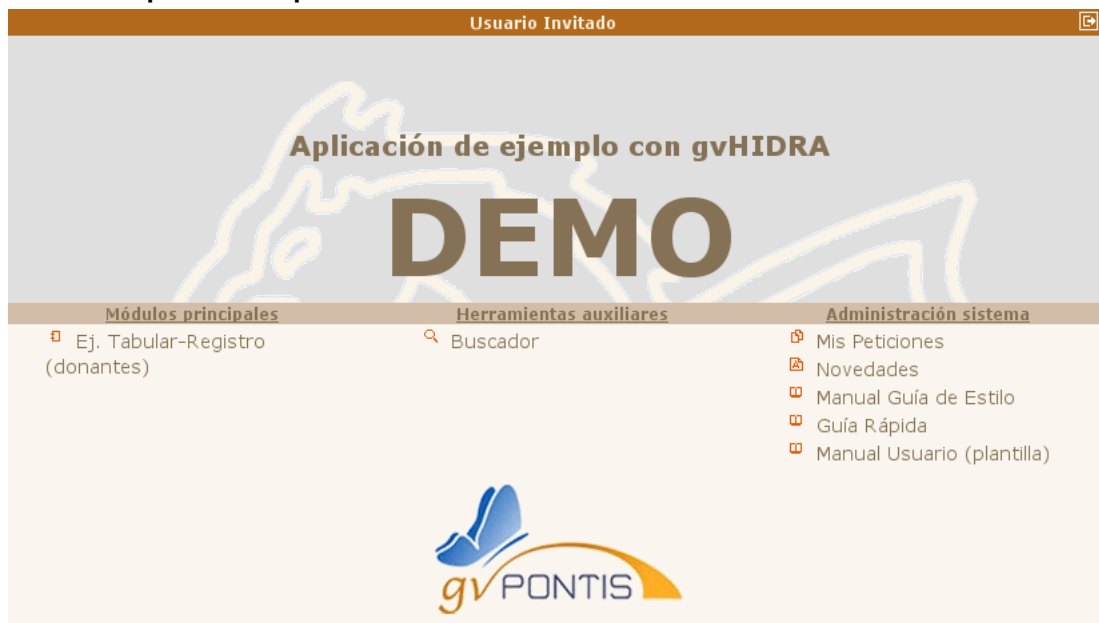 Usuario Invitado
Aplicación de ejemplo con gvHIDRA
DEMO
Módulos principales
Ej. Tabular-Registro
(donantes)
Herramientas auxiliares
Buscador
Administración sistema
Mis Peticiones
Novedades
Manual Guía de Estilo
Guía Rápida
Manual Usuario (plantilla)
gvPONTIS